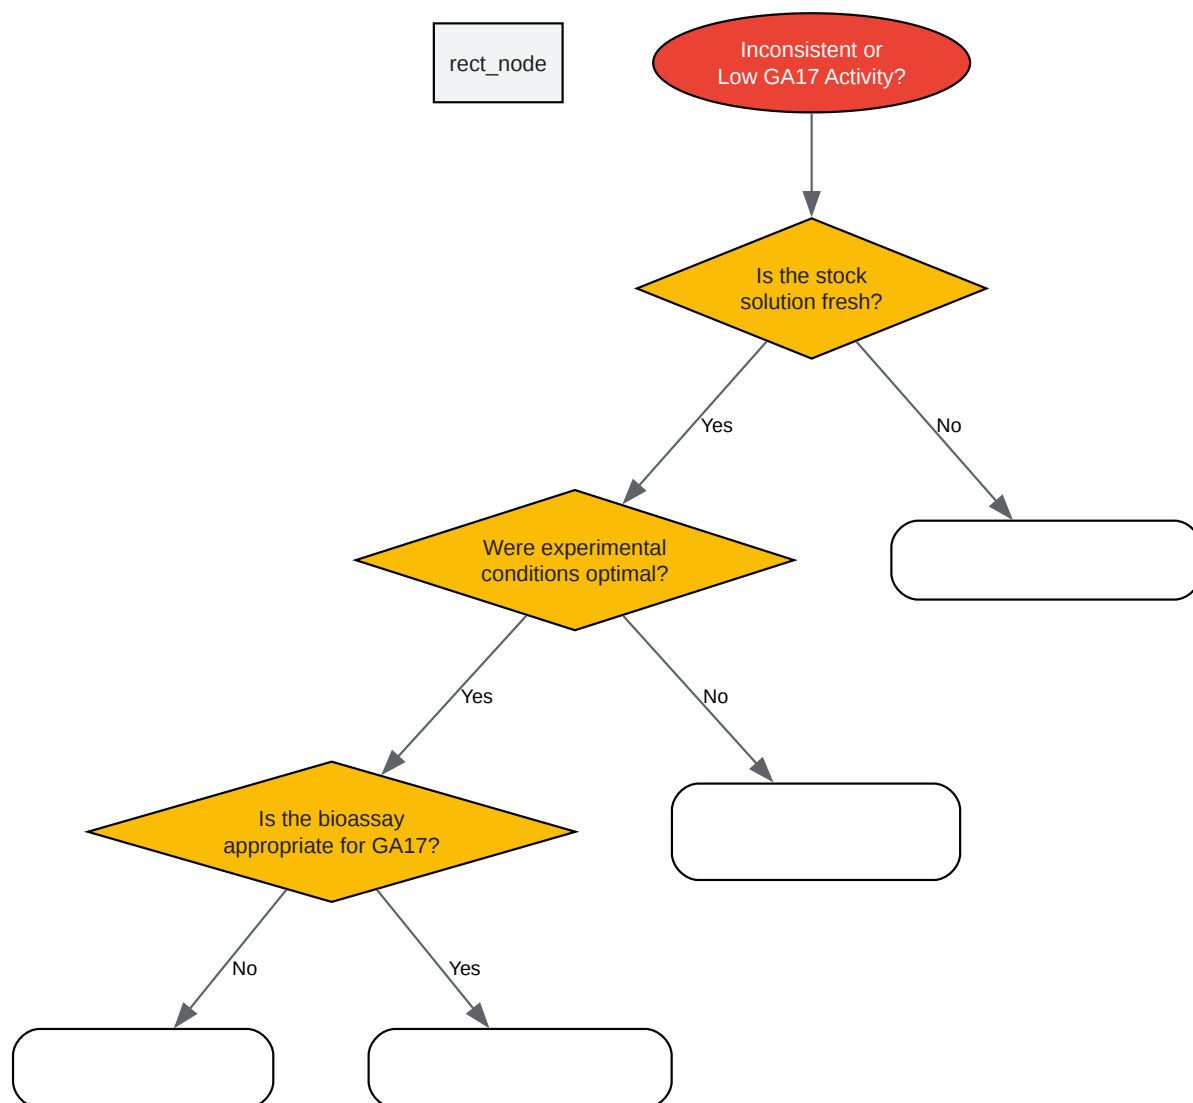 rect_node
Inconsistent or
Low GA17 Activity?
Is the stock
solution fresh?
Yes
No
Were experimental
conditions optimal?
Yes
No
Is the bioassay
appropriate for GA17?
No
Yes